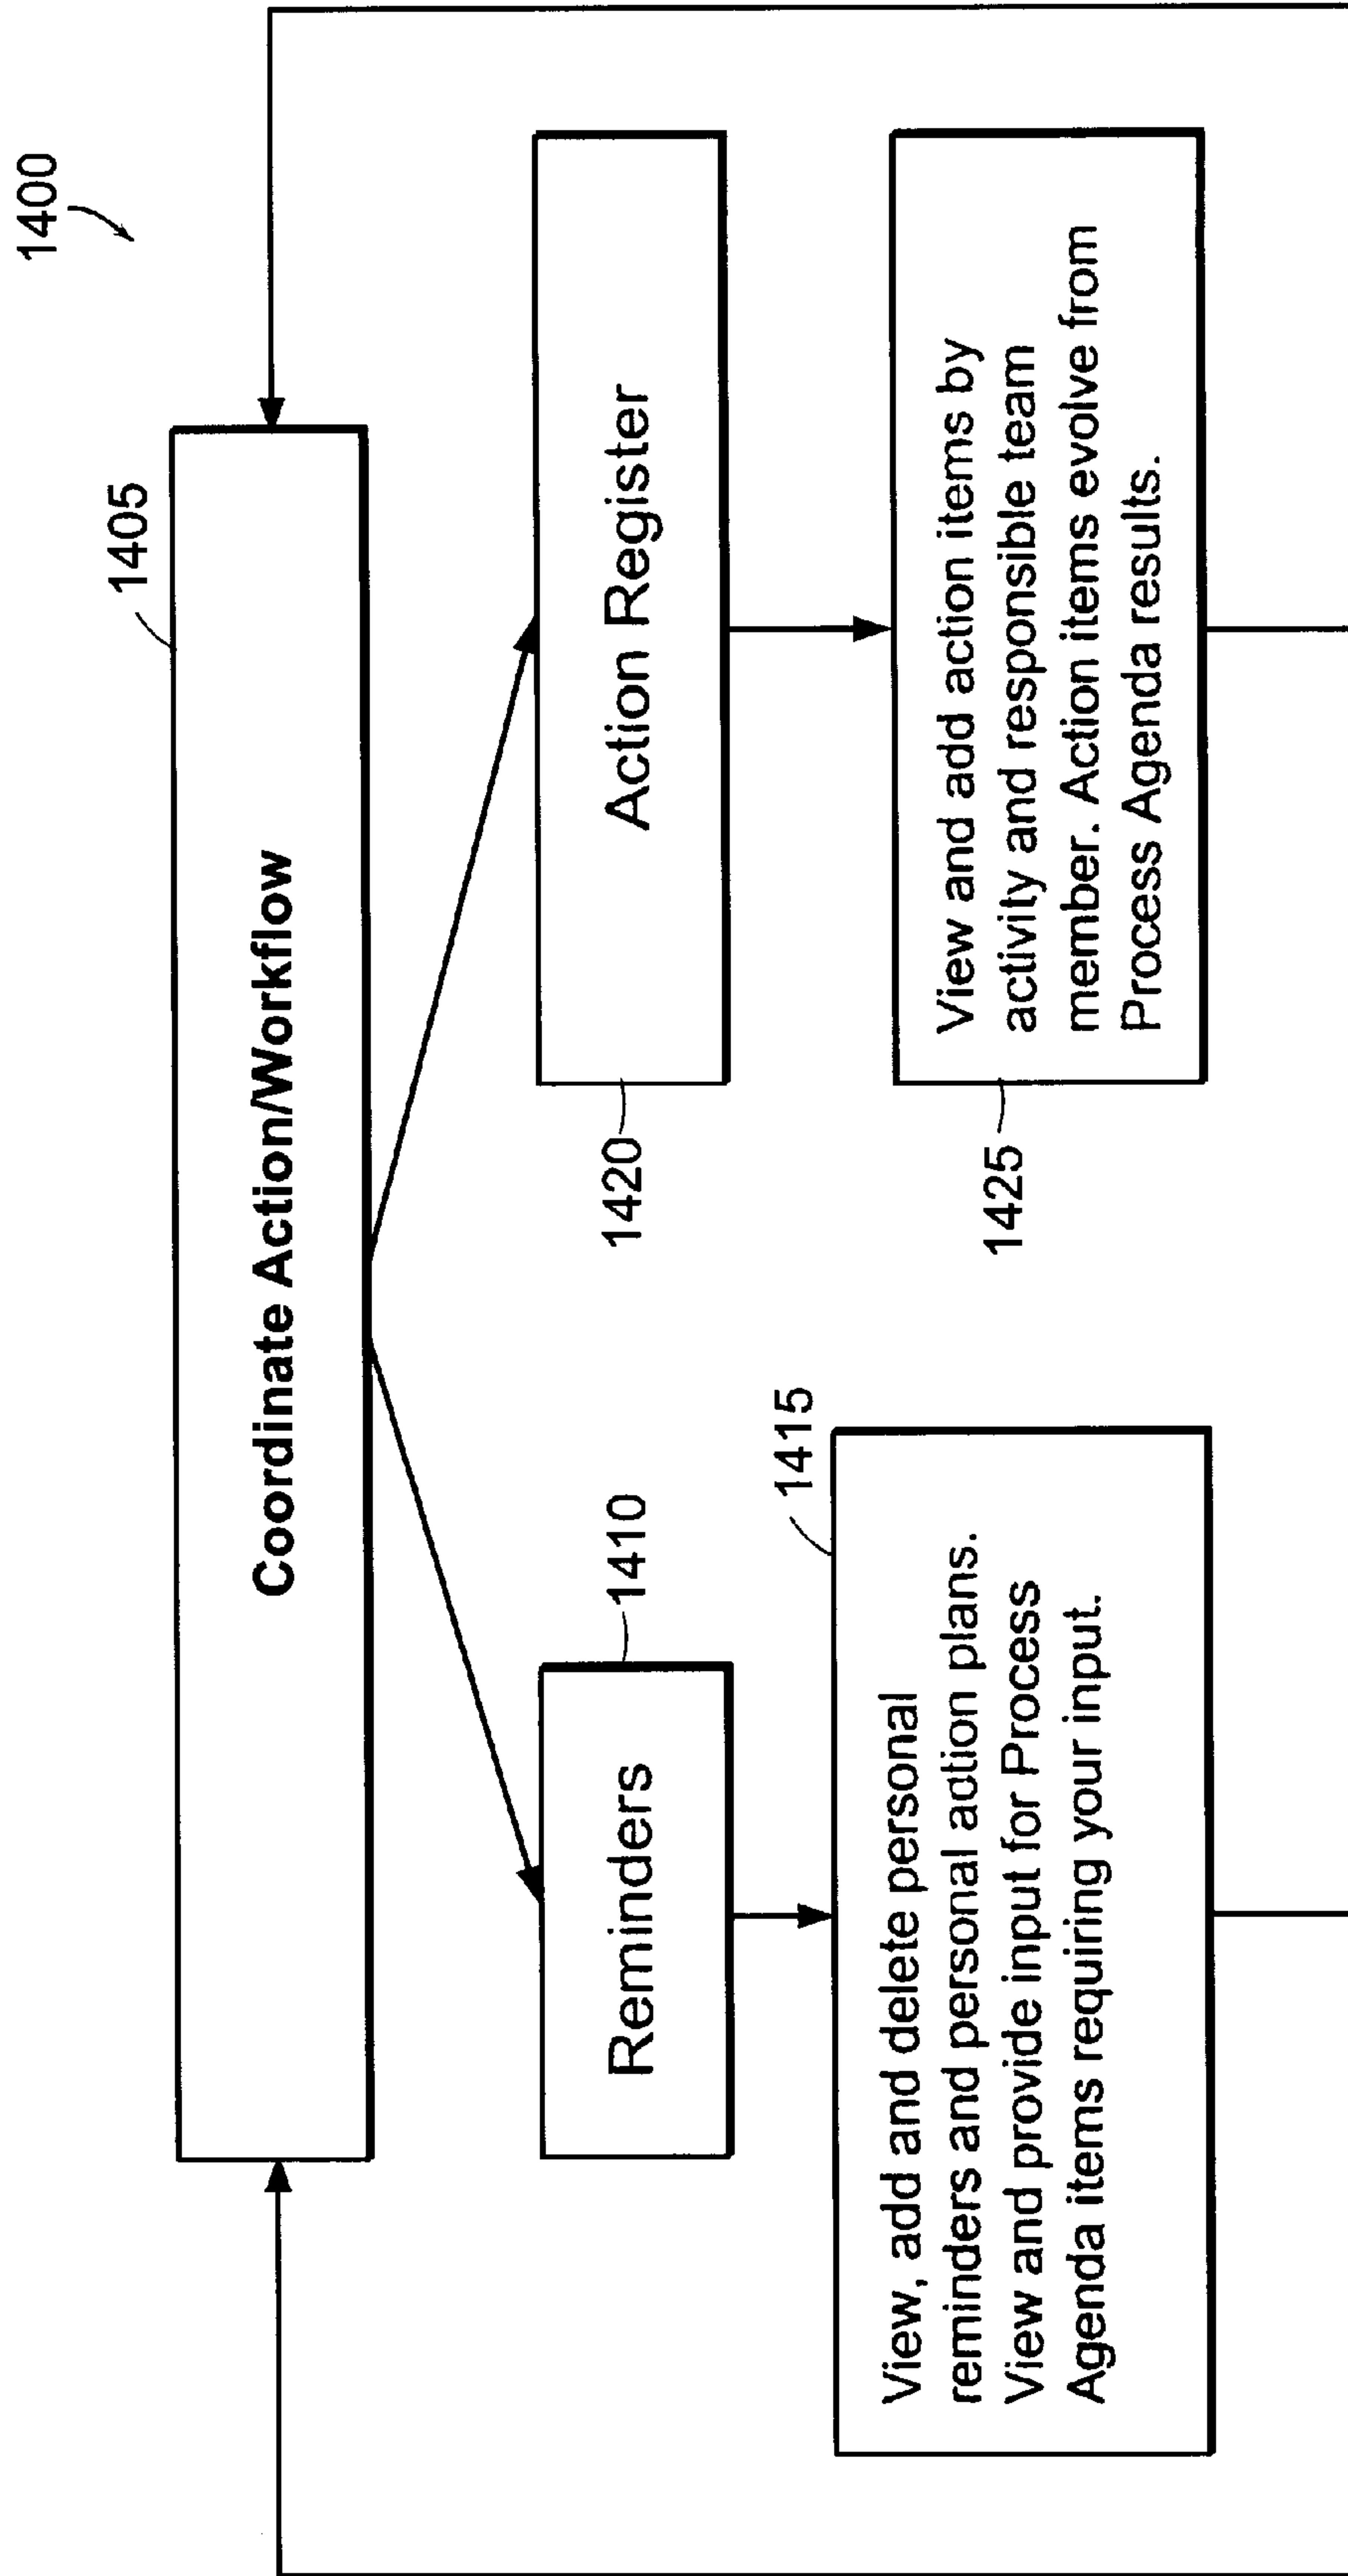 1400
1405
Coordinate Action/Workflow
Reminders
1410
1420
Action Register
1415
View, add and delete personal
reminders and personal action plans.
View and provide input for Process
Agenda items requiring your input.
1425
View and add action items by
activity and responsible team
member. Action items evolve from
Process Agenda results.